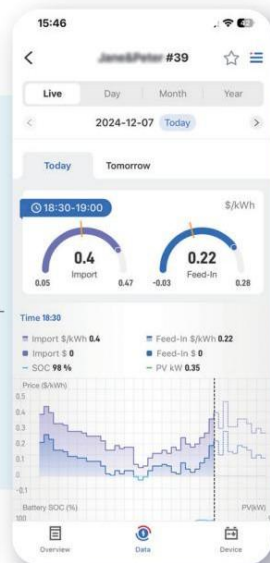 15:46
#39
Live Day Month Year
2024-12-07 Today
Today Tomorrow
18:30-19:00 $/kWh
0.4 0.22
Import Feed-In
0.05 0.47 -0.03 0.28
Time 18:30
Import $/kWh 0.4 Feed-In $/kWh 0.22
Import $ 0 Feed-In $ 0
SOC 98 % PV kW 0.35
Price ($/kWh)
0.5
0.4
0.3
0.2
0.1
0
-0.1
Battery SOC (%) PV(kW)
100
Overview Data Device